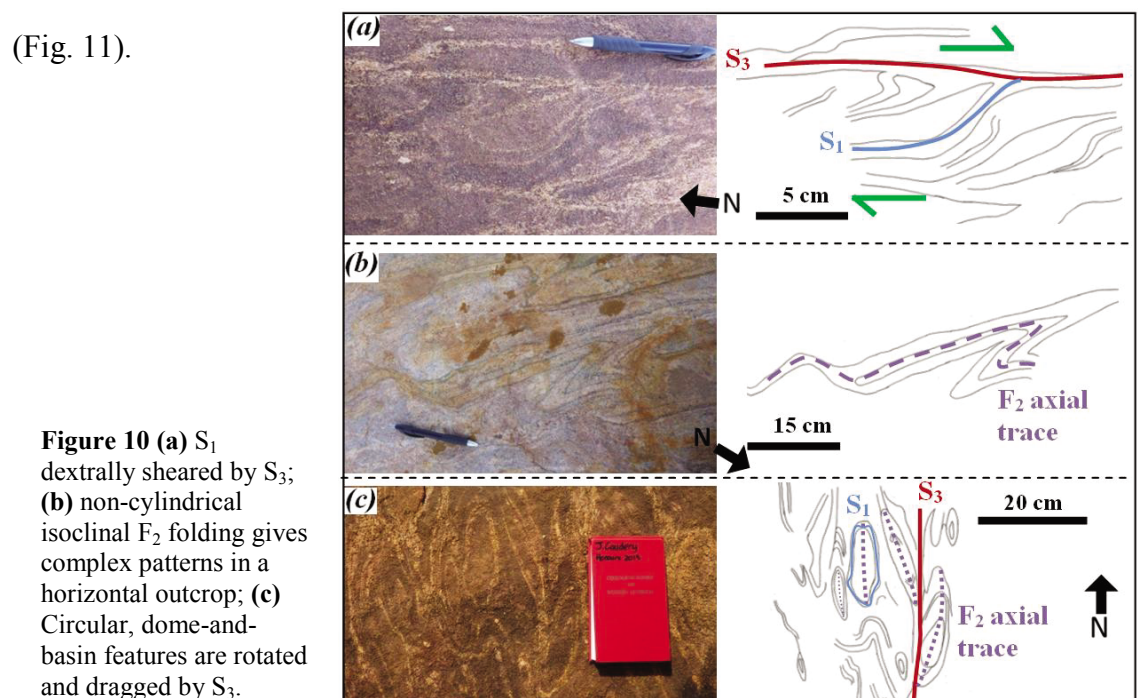 (Fig. 11).
(a)
S3
S1
N
5 cm
(b)
N
15 cm
F2 axial
trace
(c)
S1
S3
20 cm
F2 axial
trace
N
Figure 10 (a) S1
dextrally sheared by S3;
(b) non-cylindrical
isoclinal F2 folding gives
complex patterns in a
horizontal outcrop; (c)
Circular, dome-and-
basin features are rotated
and dragged by S3.